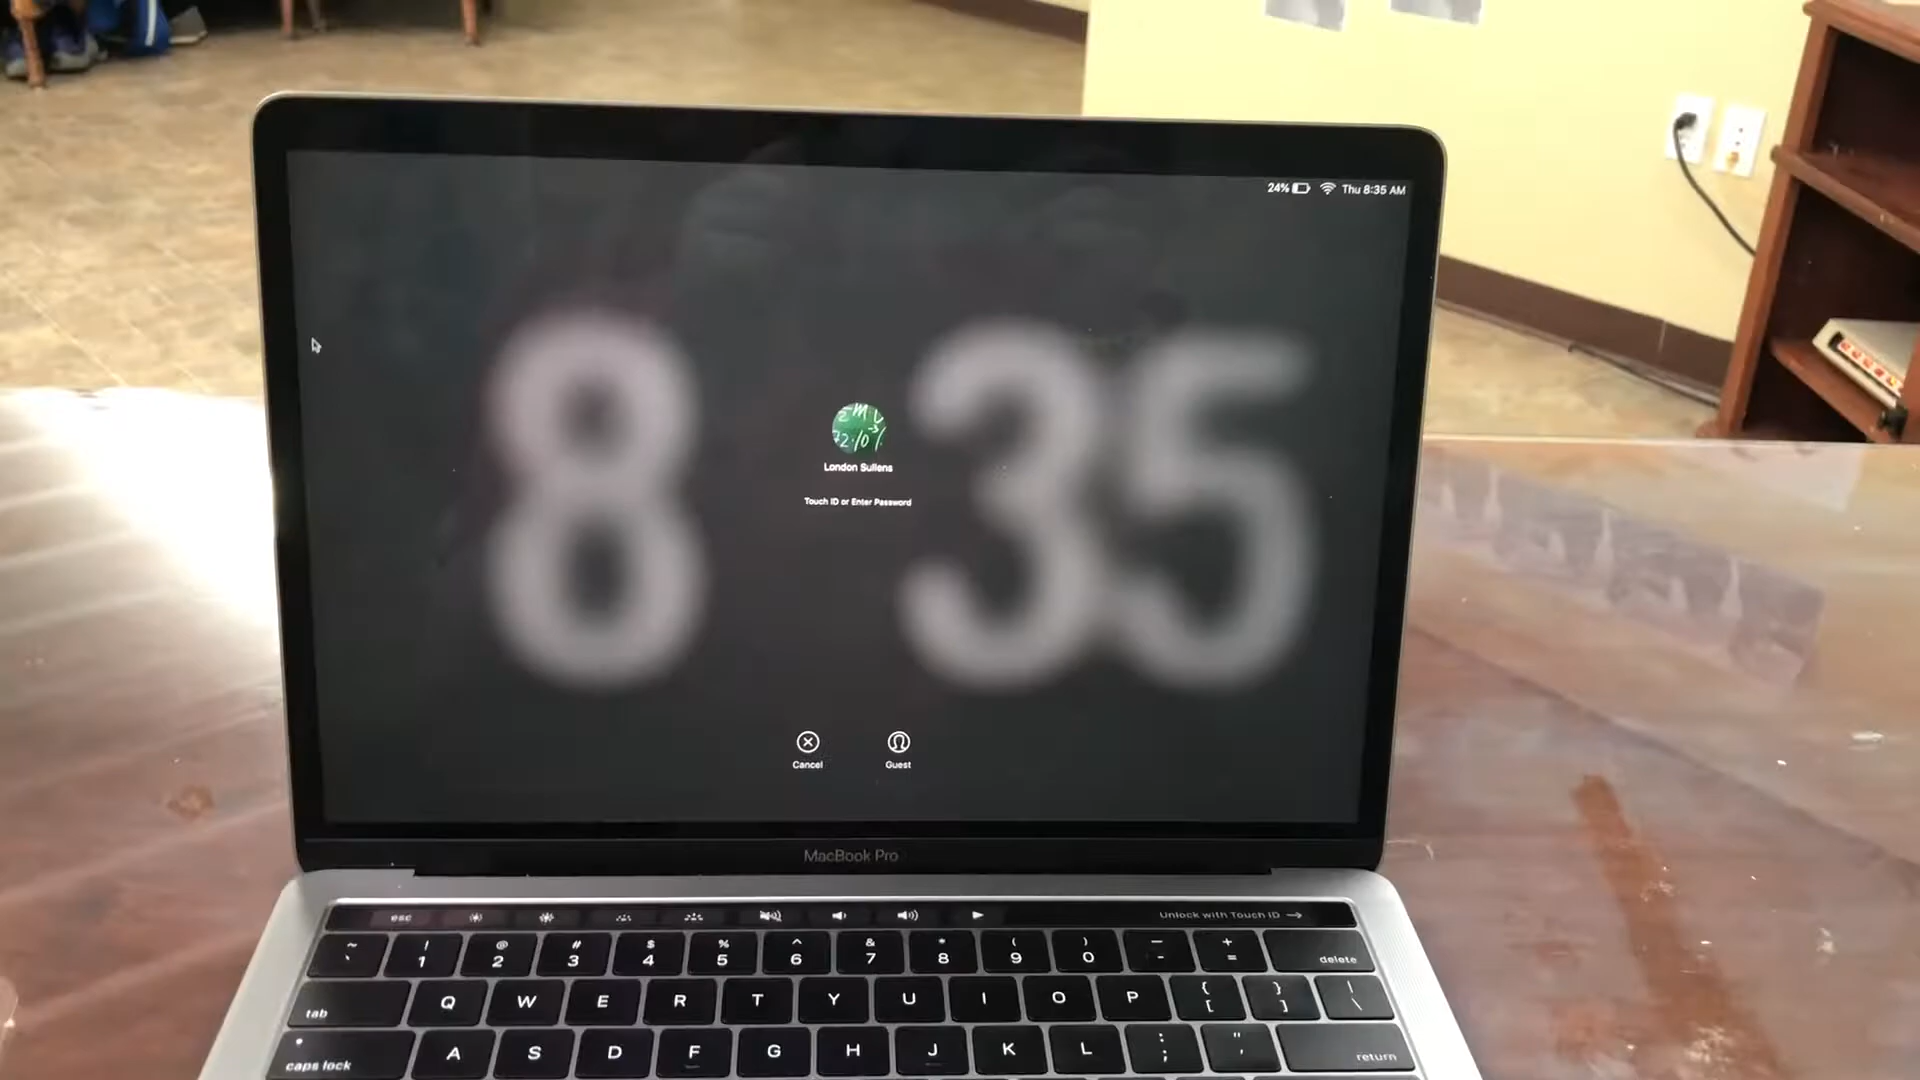 24% Thu 8:35 AM
8 35
London Sullens
Touch ID or Enter Password
Cancel Guest
MacBook Pro
esc Unlock with Touch ID →
~ ! @ # $ % ^ & * ( ) — +
` 1 2 3 4 5 6 7 8 9 0 - = delete
tab Q W E R T Y U I O P { [ } ] | \
caps lock A S D F G H J K L : ; " ' return